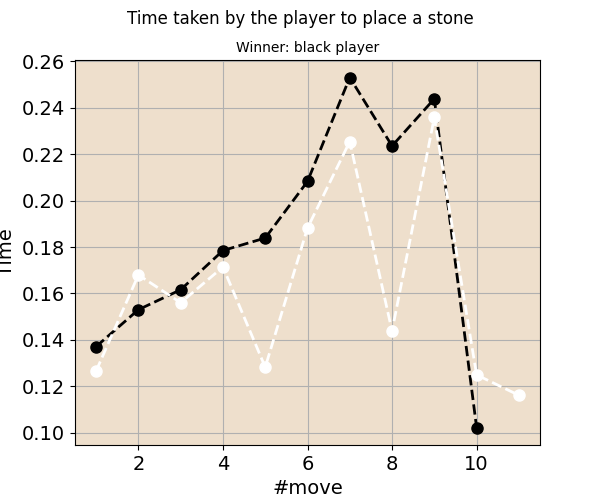 Time taken by the player to place a stone
Winner: black player
0.26
0.24
0.22
0.20
0.18
0.16
0.14
0.12
0.10
Time
2 4 6 8 10
#move